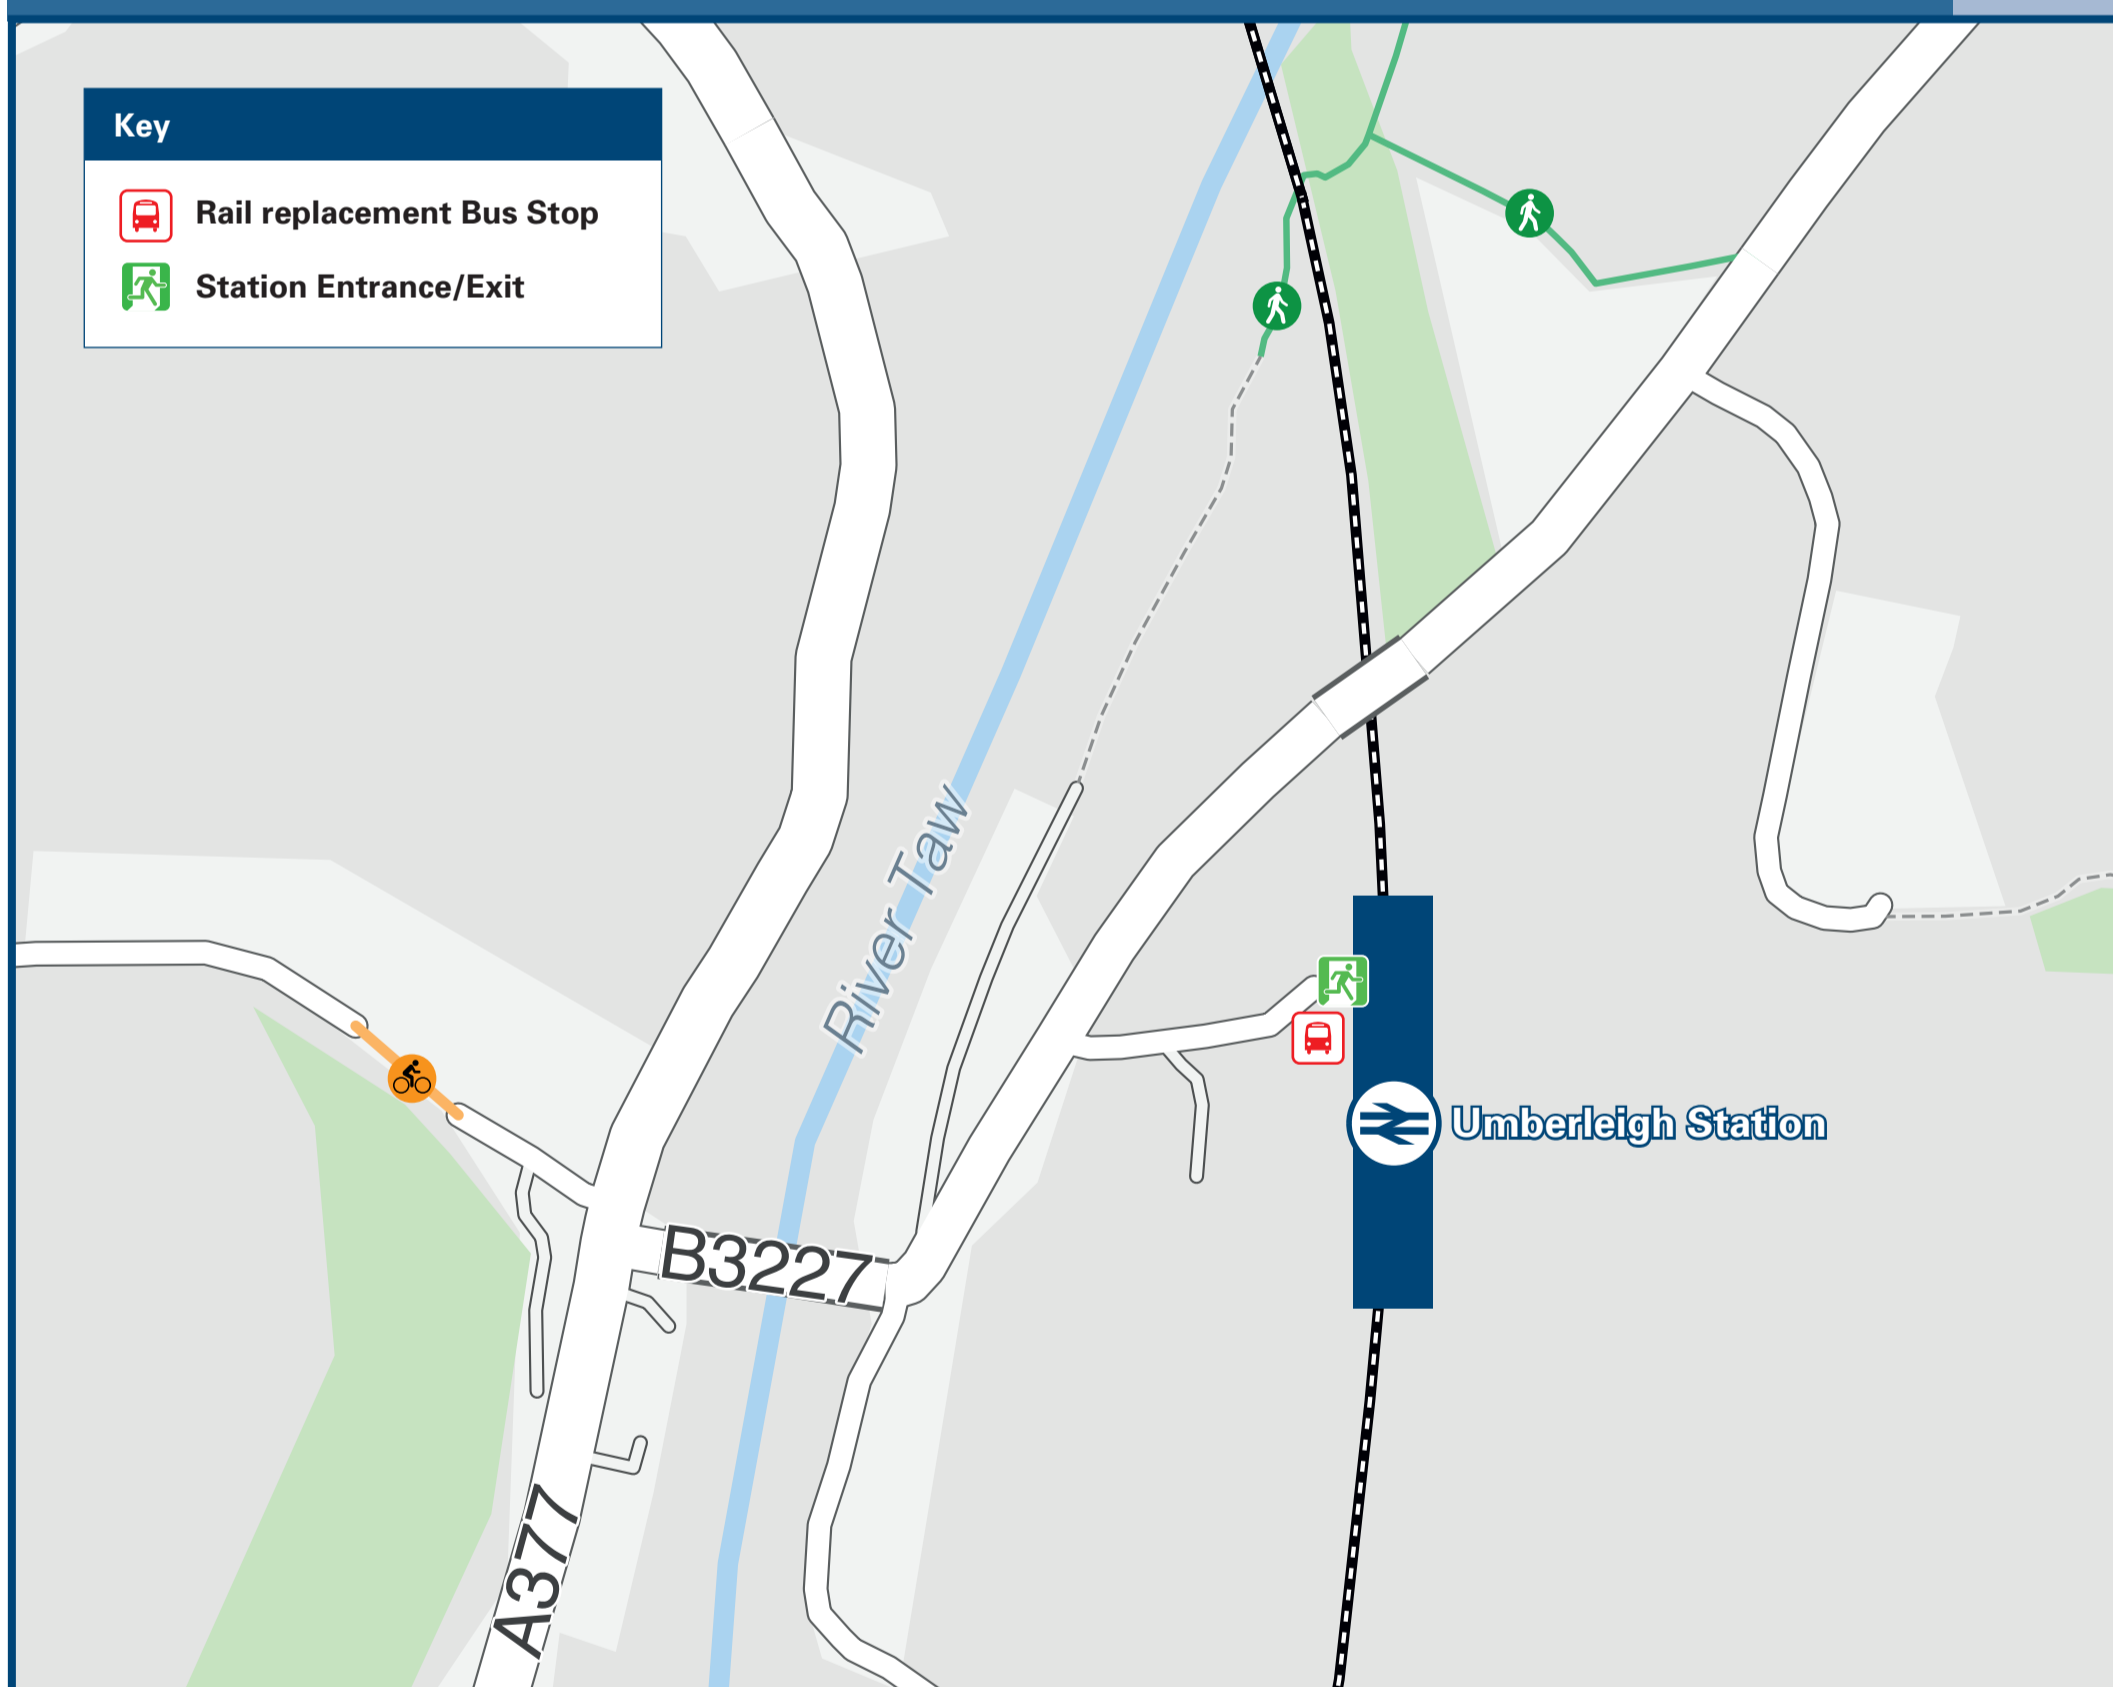 Key
Rail replacement Bus Stop
Station Entrance/Exit
River Taw
Umberleigh Station
B3227
A377